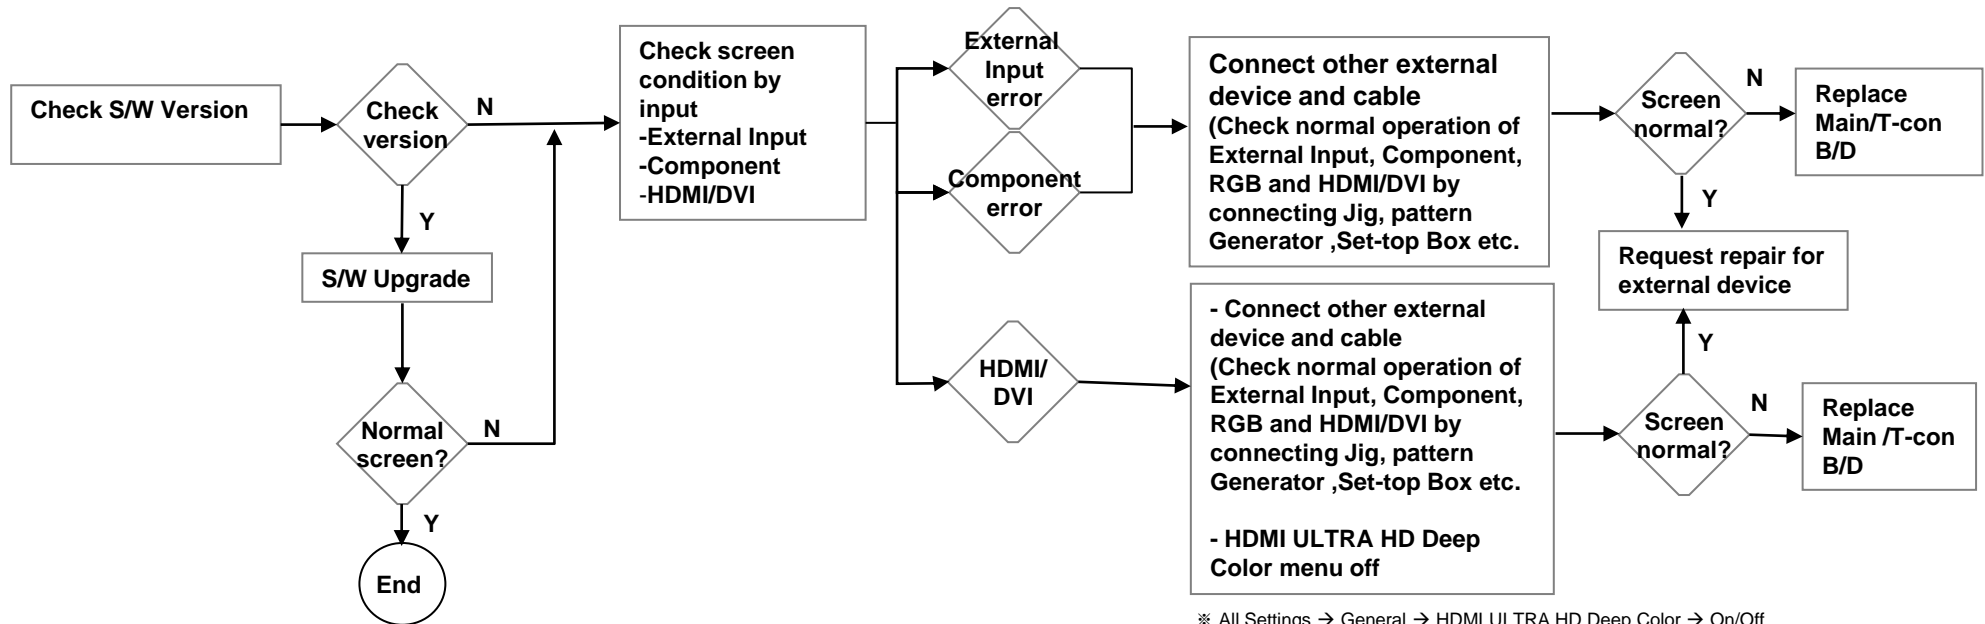 Check S/W Version
Check
version
N
Y
S/W Upgrade
Normal
screen?
N
Y
End
Check screen
condition by
input
-External Input
-Component
-HDMI/DVI
External
Input
error
Component
error
HDMI/
DVI
Connect other external
device and cable
(Check normal operation of
External Input, Component,
RGB and HDMI/DVI by
connecting Jig, pattern
Generator ,Set-top Box etc.
- Connect other external
device and cable
(Check normal operation of
External Input, Component,
RGB and HDMI/DVI by
connecting Jig, pattern
Generator ,Set-top Box etc.
- HDMI ULTRA HD Deep
Color menu off
※ All Settings → General → HDMI ULTRA HD Deep Color → On/Off
Screen
normal?
N
Replace
Main/T-con
B/D
Y
Request repair for
external device
Y
Screen
normal?
N
Replace
Main /T-con
B/D